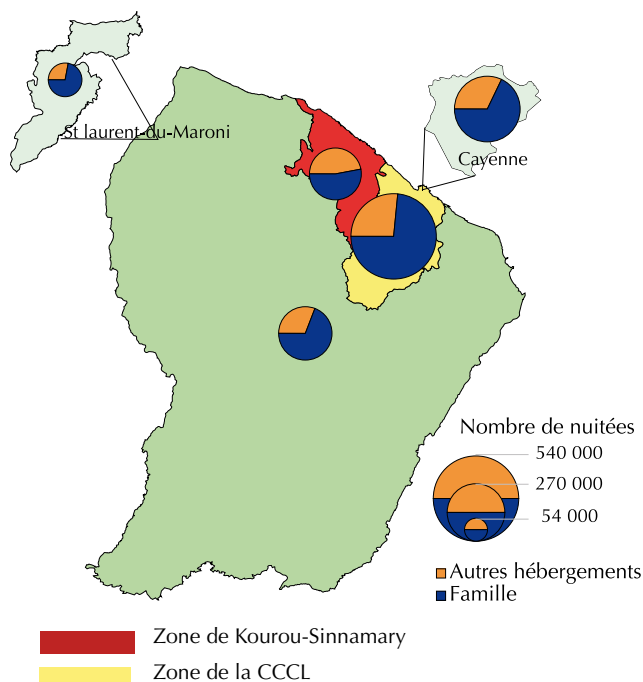 St laurent-du-Maroni
Cayenne
Nombre de nuitées
540 000
270 000
54 000
Autres hébergements
Famille
Zone de Kourou-Sinnamary
Zone de la CCCL